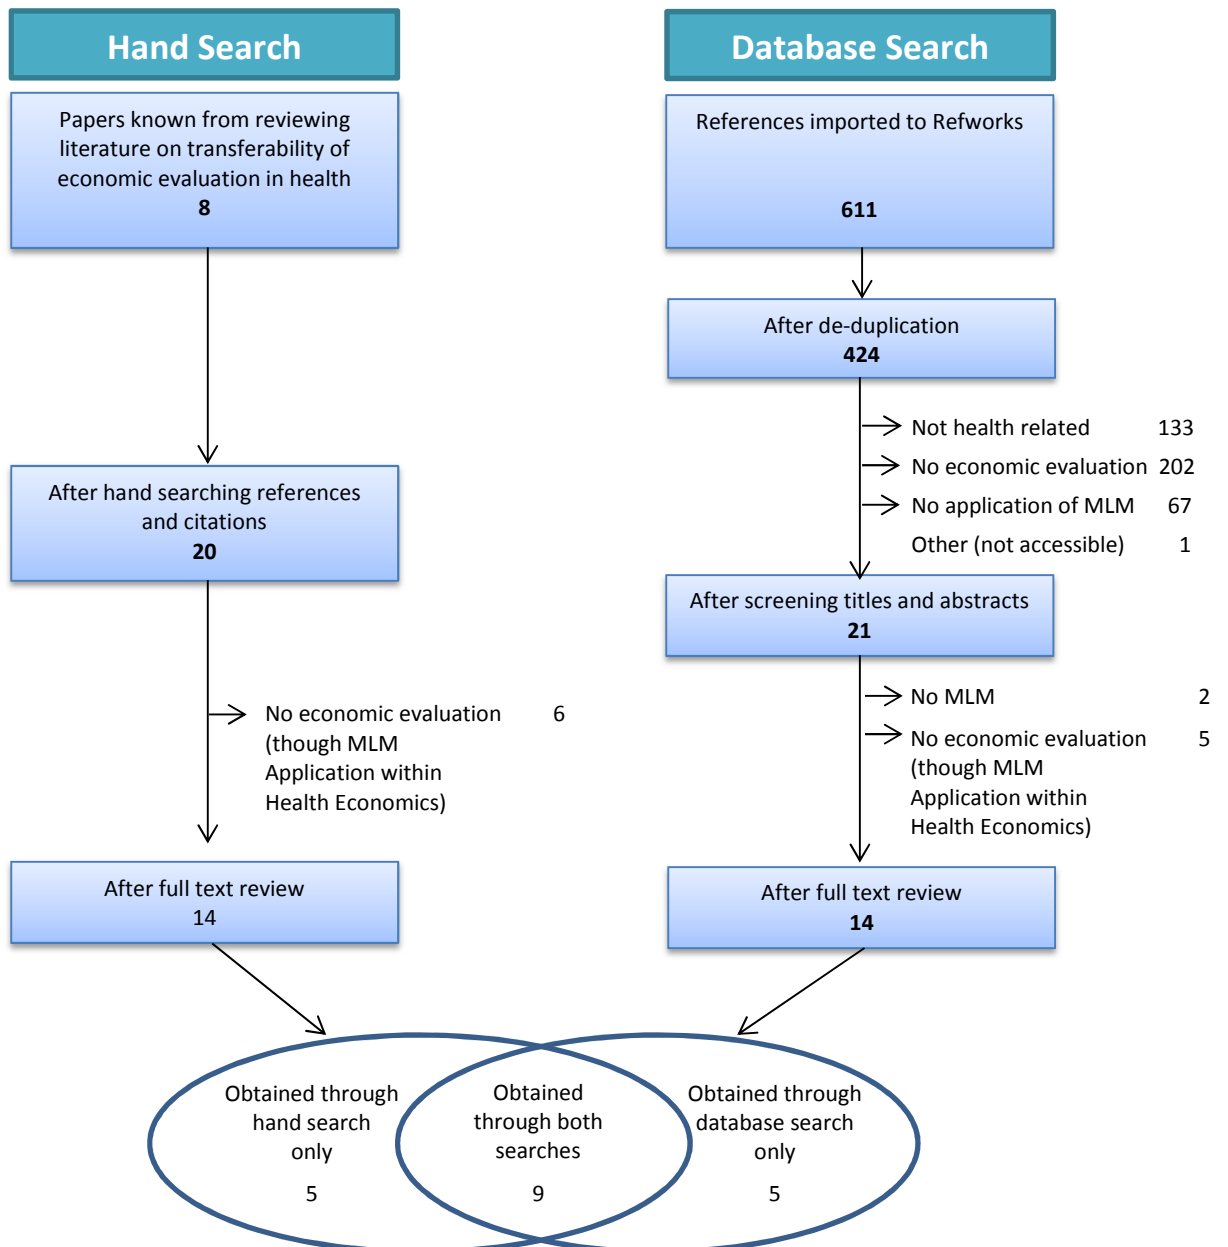 Hand Search
Papers known from reviewing
literature on transferability of
economic evaluation in health
8
After hand searching references
and citations
20
No economic evaluation 6
(though MLM
Application within
Health Economics)
After full text review
14
Database Search
References imported to Refworks
611
After de-duplication
424
Not health related 133
No economic evaluation 202
No application of MLM 67
Other (not accessible) 1
After screening titles and abstracts
21
No MLM 2
No economic evaluation 5
(though MLM
Application within
Health Economics)
After full text review
14
Obtained through
hand search
only
5
Obtained
through both
searches
9
Obtained through
database search
only
5